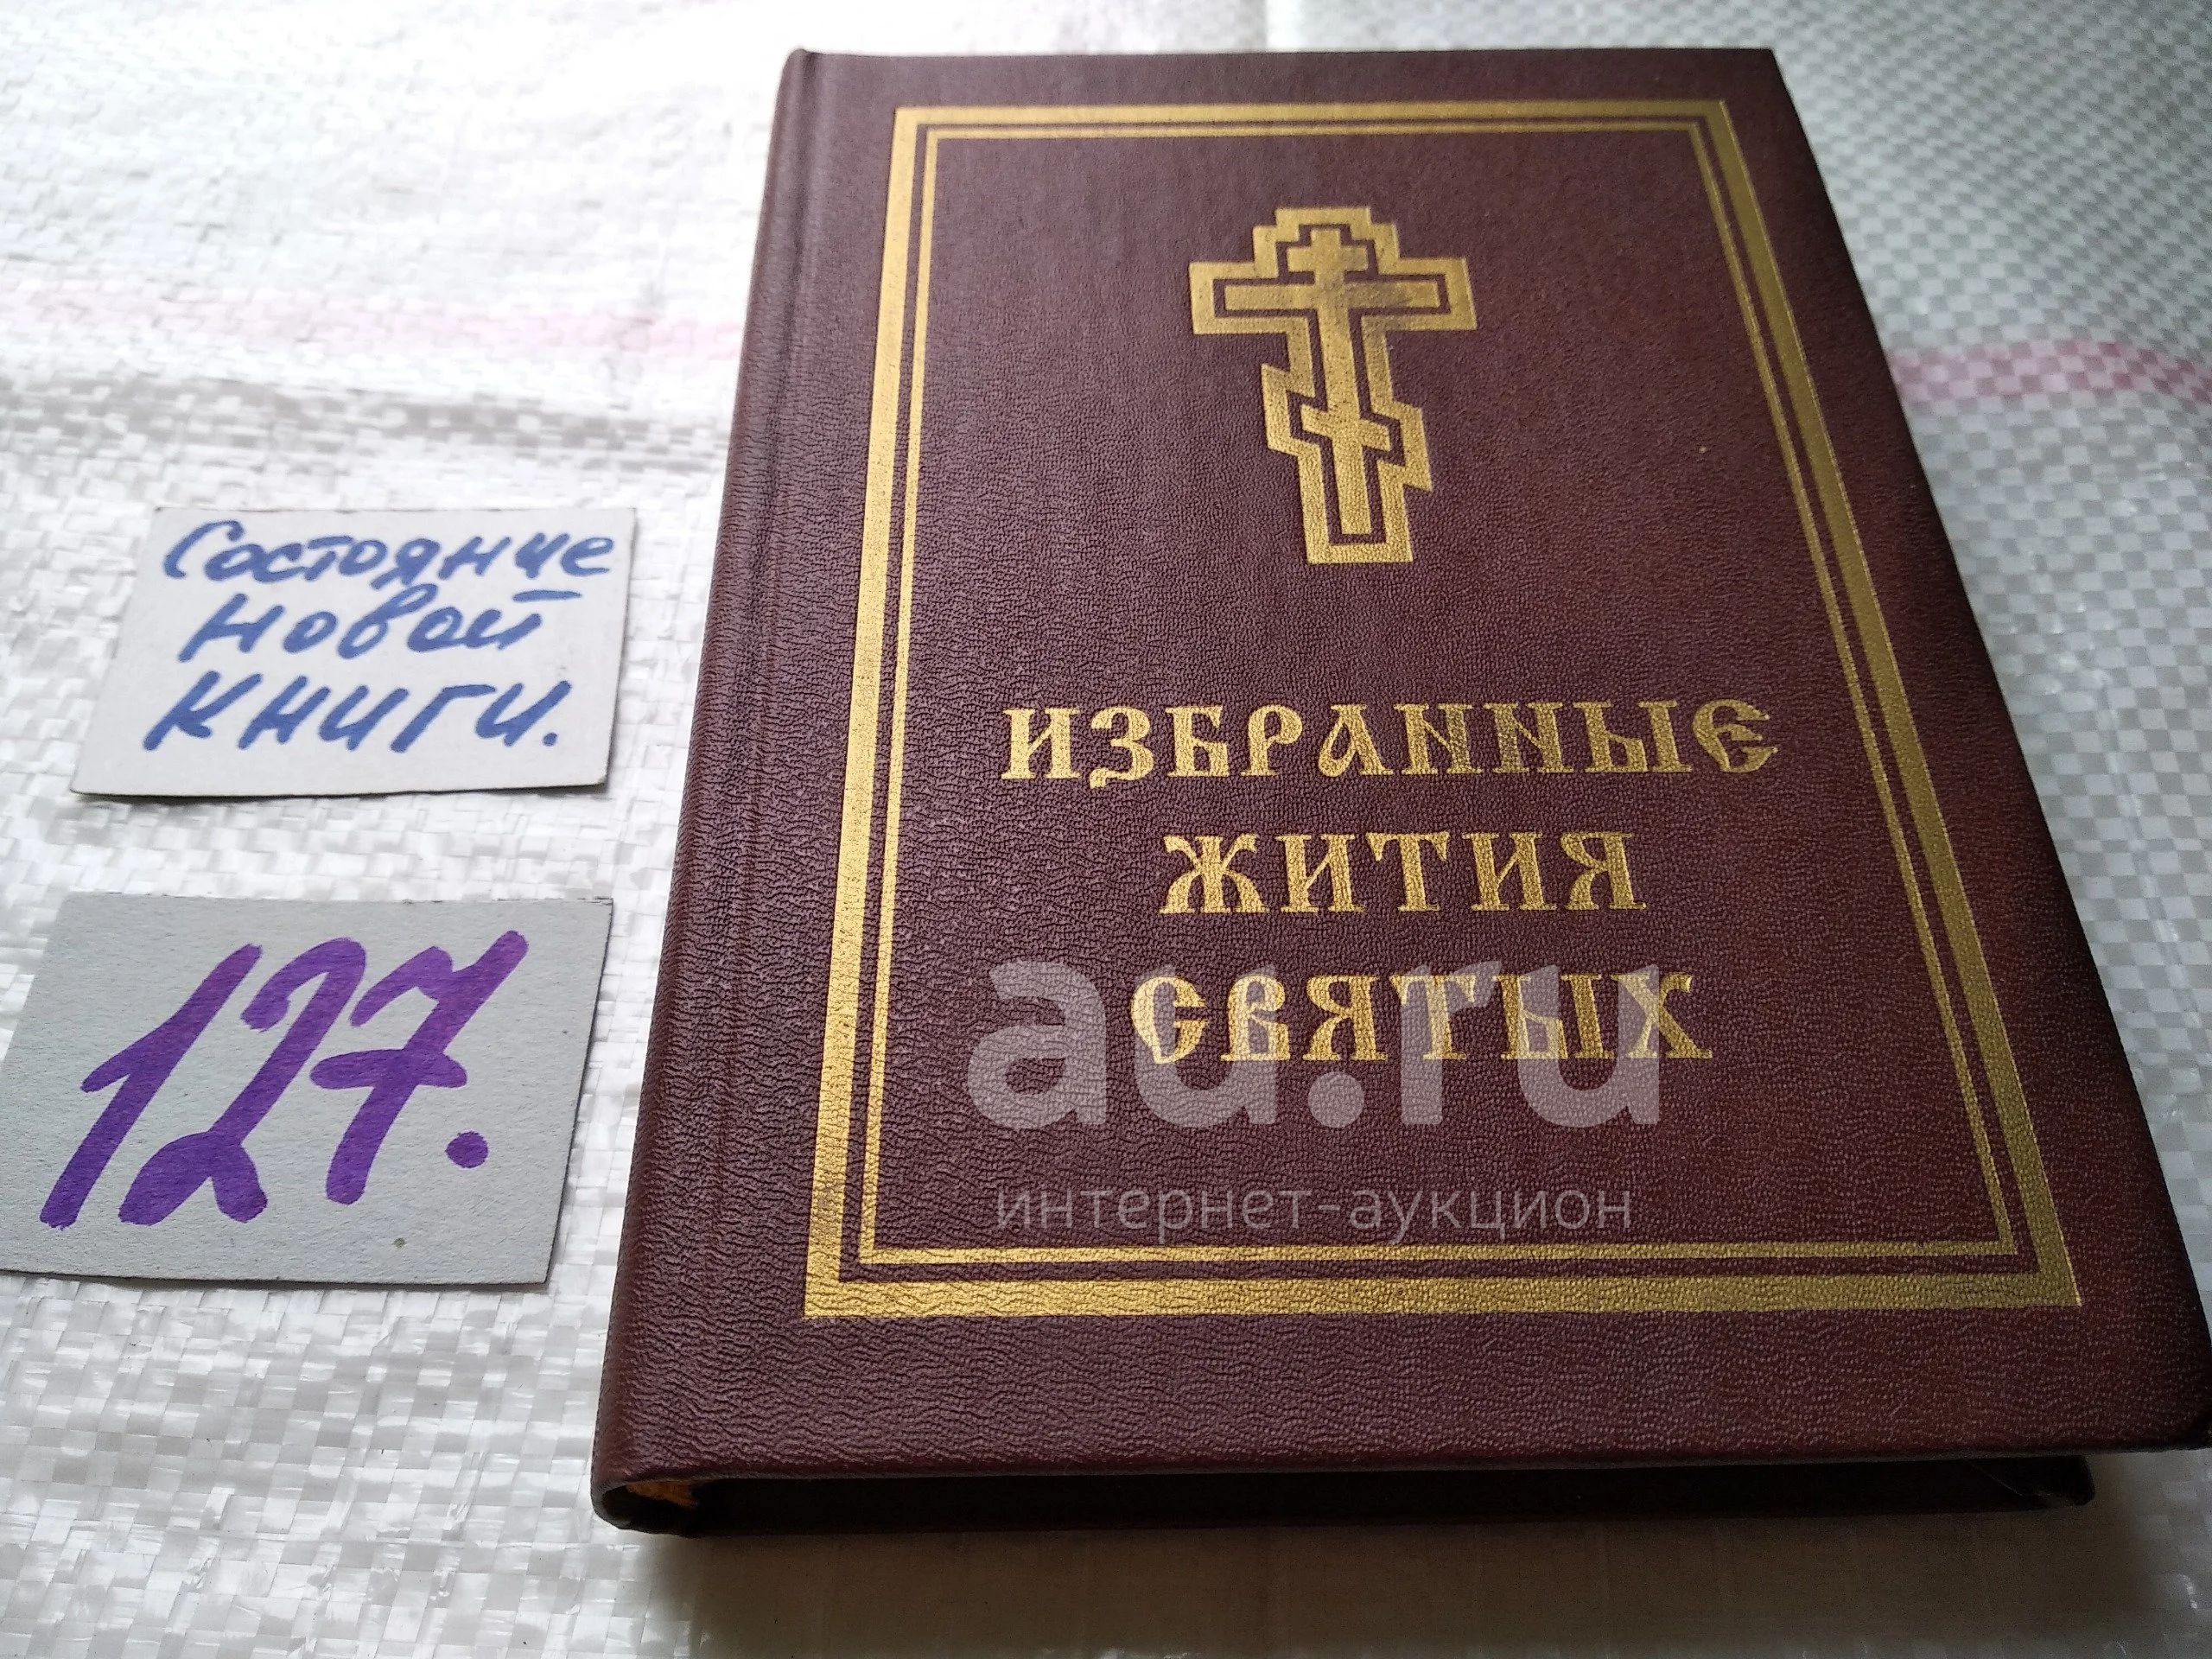 Состояние
новой
книги.
127.
ИЗБРАННЫЕ
ЖИТИЯ
СВЯТЫХ
au.ru
интернет-аукцион